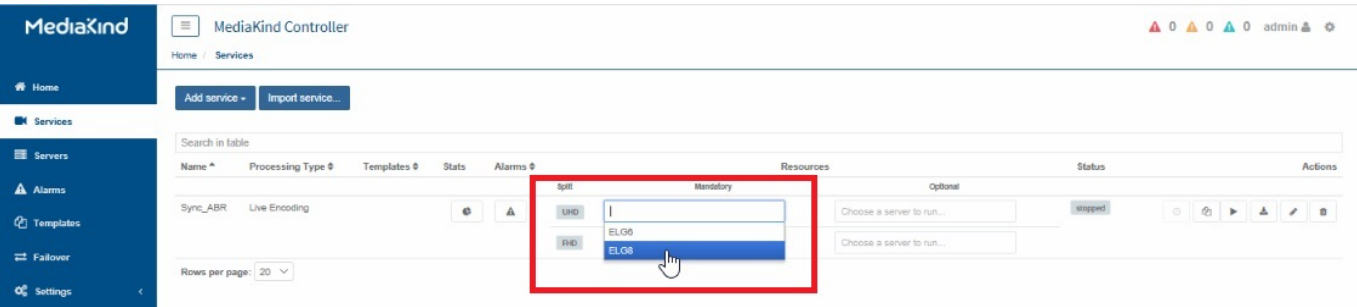 MediaKind
MediaKind Controller
0 0 0 admin
Home / Services
Home
Services
Servers
Alarms
Templates
Failover
Settings
Add service
Import service...
Search in table
Name Processing Type Templates Stats Alarms Resources Status Actions
Split Mandatory Optional
Sync_ABR Live Encoding UHD Choose a server to run... stopped
ELG6
FHD ELG8 Choose a server to run...
Rows per page: 20